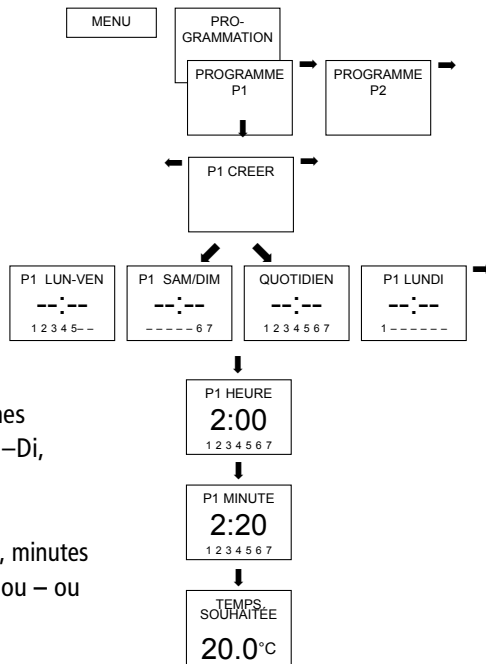 MENU
PRO-
GRAMMATION
PROGRAMME
P1
PROGRAMME
P2
P1 CREER
P1 LUN-VEN
--:--
1 2 3 4 5 – –
P1 SAM/DIM
--:--
– – – – – 6 7
QUOTIDIEN
--:--
1 2 3 4 5 6 7
P1 LUNDI
--:--
1 – – – – – –
P1 HEURE
2:00
1 2 3 4 5 6 7
nes
–Di,
P1 MINUTE
2:20
1 2 3 4 5 6 7
, minutes
ou – ou
TEMPS.
SOUHAITÉE
20.0°C